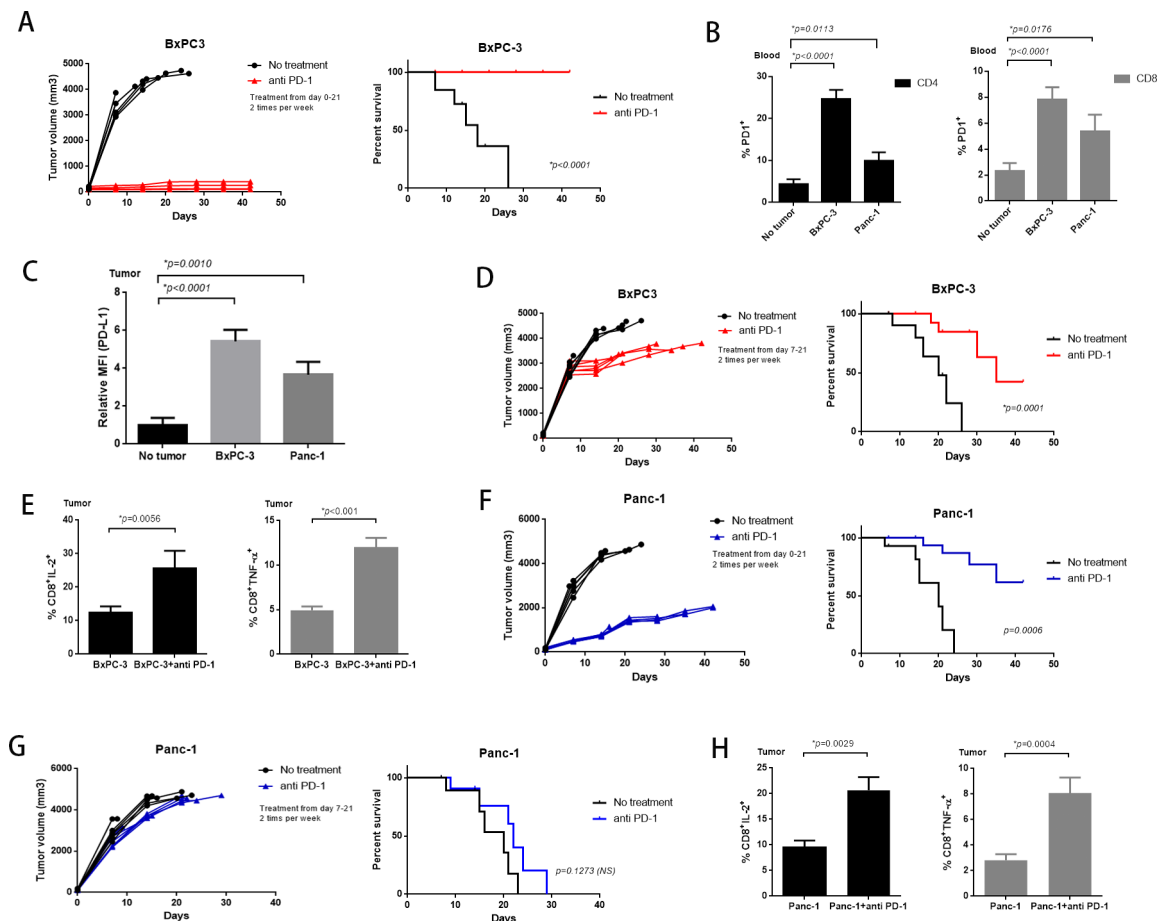 A
BxPC3
Tumor volume (mm3)
5000
4000
3000
2000
1000
0
0 10 20 30 40 50
Days
No treatment
anti PD-1
Treatment from day 0-21
2 times per week
BxPC-3
Percent survival
100
50
0
0 10 20 30 40 50
Days
No treatment
anti PD-1
*p<0.0001
B
*p=0.0113
Blood
*p<0.0001
CD4
% PD1+
30
20
10
0
No tumor
BxPC-3
Panc-1
*p=0.0176
Blood
*p<0.0001
CD8
% PD1+
10
8
6
4
2
0
No tumor
BxPC-3
Panc-1
C
*p=0.0010
Tumor
*p<0.0001
Relative MFI (PD-L1)
8
6
4
2
0
No tumor BxPC-3 Panc-1
D
BxPC3
Tumor volume (mm3)
5000
4000
3000
2000
1000
0
0 10 20 30 40 50
Days
No treatment
anti PD-1
Treatment from day 7-21
2 times per week
BxPC-3
Percent survival
100
50
0
0 10 20 30 40 50
Days
No treatment
anti PD-1
*p=0.0001
E
Tumor
*p=0.0056
% CD8+IL-2+
40
30
20
10
0
BxPC-3 BxPC-3+anti PD-1
Tumor
*p<0.001
% CD8+TNF-α+
15
10
5
0
BxPC-3 BxPC-3+anti PD-1
F
Panc-1
Tumor volume (mm3)
6000
4000
2000
0
0 10 20 30 40 50
Days
No treatment
anti PD-1
Treatment from day 0-21
2 times per week
Panc-1
Percent survival
100
50
0
0 10 20 30 40 50
Days
No treatment
anti PD-1
p=0.0006
G
Panc-1
Tumor volume (mm3)
6000
4000
2000
0
0 10 20 30 40
Days
No treatment
anti PD-1
Treatment from day 7-21
2 tims per week
Panc-1
Percent survival
100
50
0
0 10 20 30 40
Days
No treatment
anti PD-1
p=0.1273 (NS)
H
Tumor
*p=0.0029
% CD8+IL-2+
25
20
15
10
5
0
Panc-1 Panc-1+anti PD-1
Tumor
*p=0.0004
% CD8+TNF-α+
10
8
6
4
2
0
Panc-1 Panc-1+anti PD-1